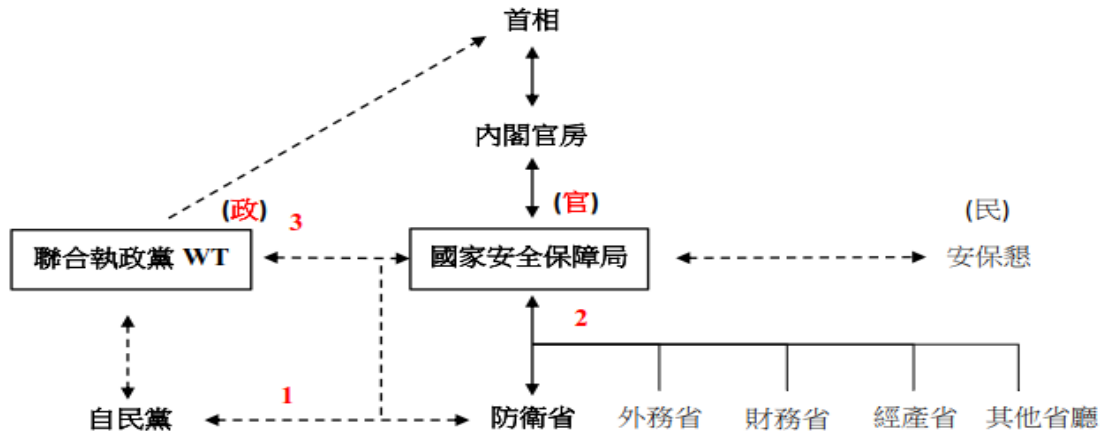 首相
內閣官房
(政) 3 (官) (民)
聯合執政黨 WT 國家安全保障局 安保懇
2
自民黨 1 防衛省 外務省 財務省 經產省 其他省廳